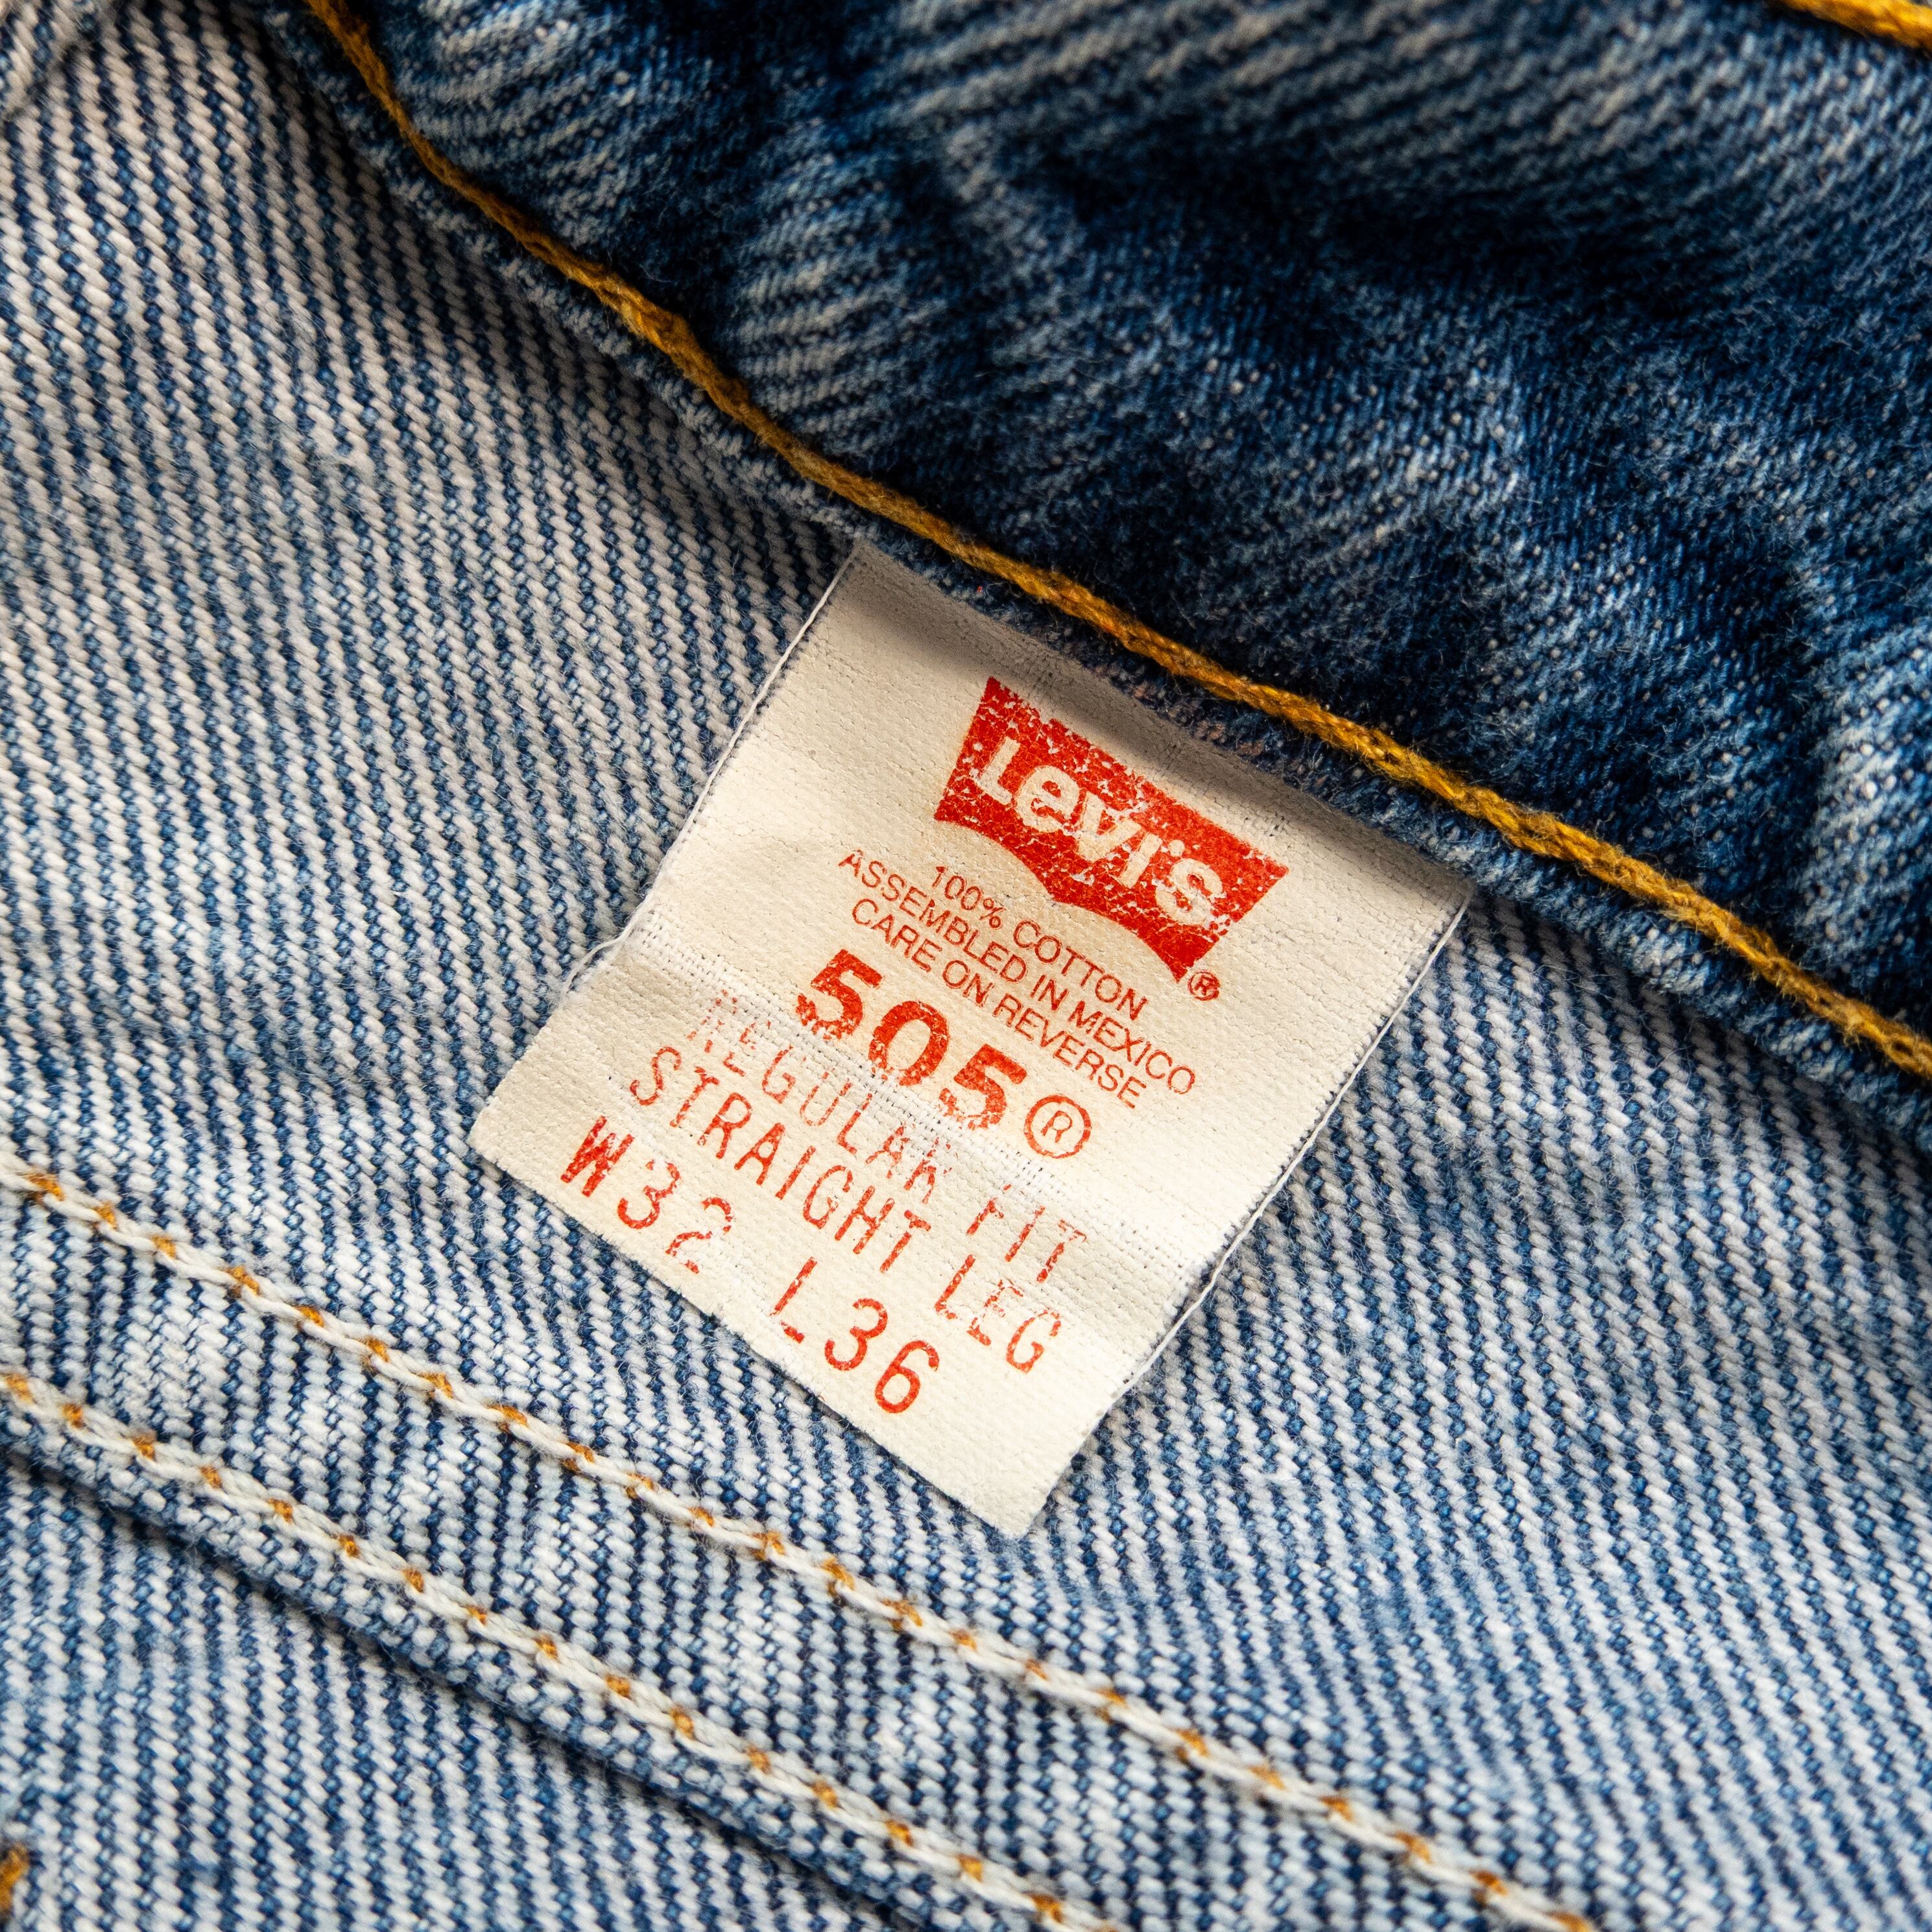 Levi's®
100% COTTON
ASSEMBLED IN MEXICO
CARE ON REVERSE
505®
REGULAR FIT
STRAIGHT LEG
W32 L36